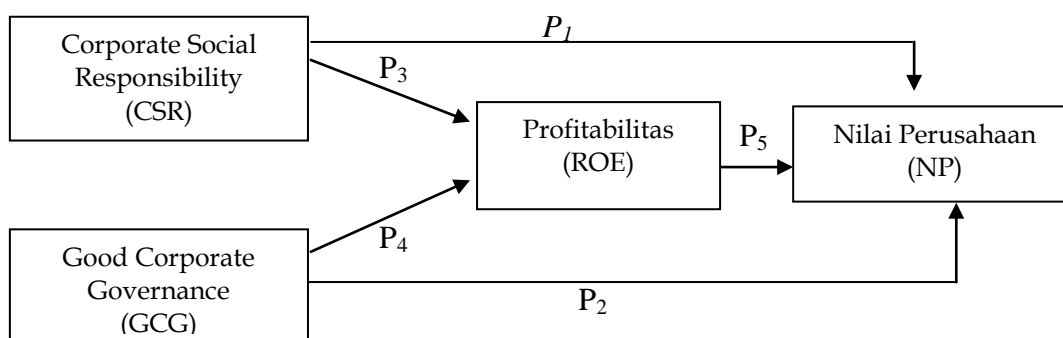 Corporate Social
Responsibility
(CSR)
P1
P3
Profitabilitas
(ROE)
P5
Nilai Perusahaan
(NP)
P4
Good Corporate
Governance
(GCG)
P2